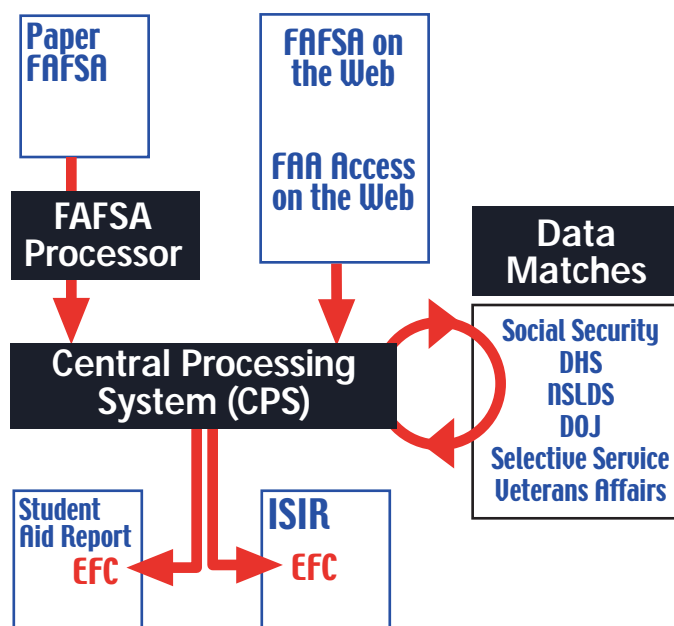 Paper
FAFSA
FAFSA on
the Web
FAA Access
on the Web
FAFSA
Processor
Data
Matches
Social Security
DHS
NSLDS
DOJ
Selective Service
Veterans Affairs
Central Processing
System (CPS)
Student
Aid Report
EFC
ISIR
EFC